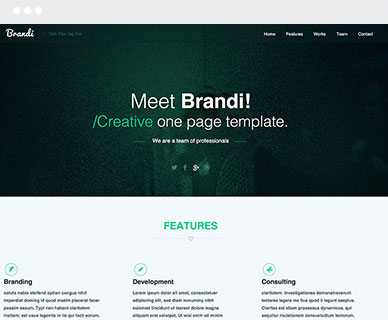 Brandi
Home Features Works Team Contact
Meet Brandi!
/Creative one page template.
We are a team of professionals
FEATURES
Branding
Development
Consulting
soluta nobis eleifend option congue nihil
imperdiet doming id quod mazim placerat facer
possim assum. Typi non habent claritatem
insitam; est usus legentis in iis qui facit eorum.
Lorem ipsum dolor sit amet, consectetuer
adipiscing elit, sed diam nonummy nibh
euismod tincidunt ut laoreet dolore magna
aliquam erat volutpat. Ut wisi enim ad minim
claritatem. Investigationes demonstraverunt
lectores legere me lius quod ii legunt saepius.
Claritas est etiam processus dynamicus, qui
sequitur mutationem consuetudium lectorum.